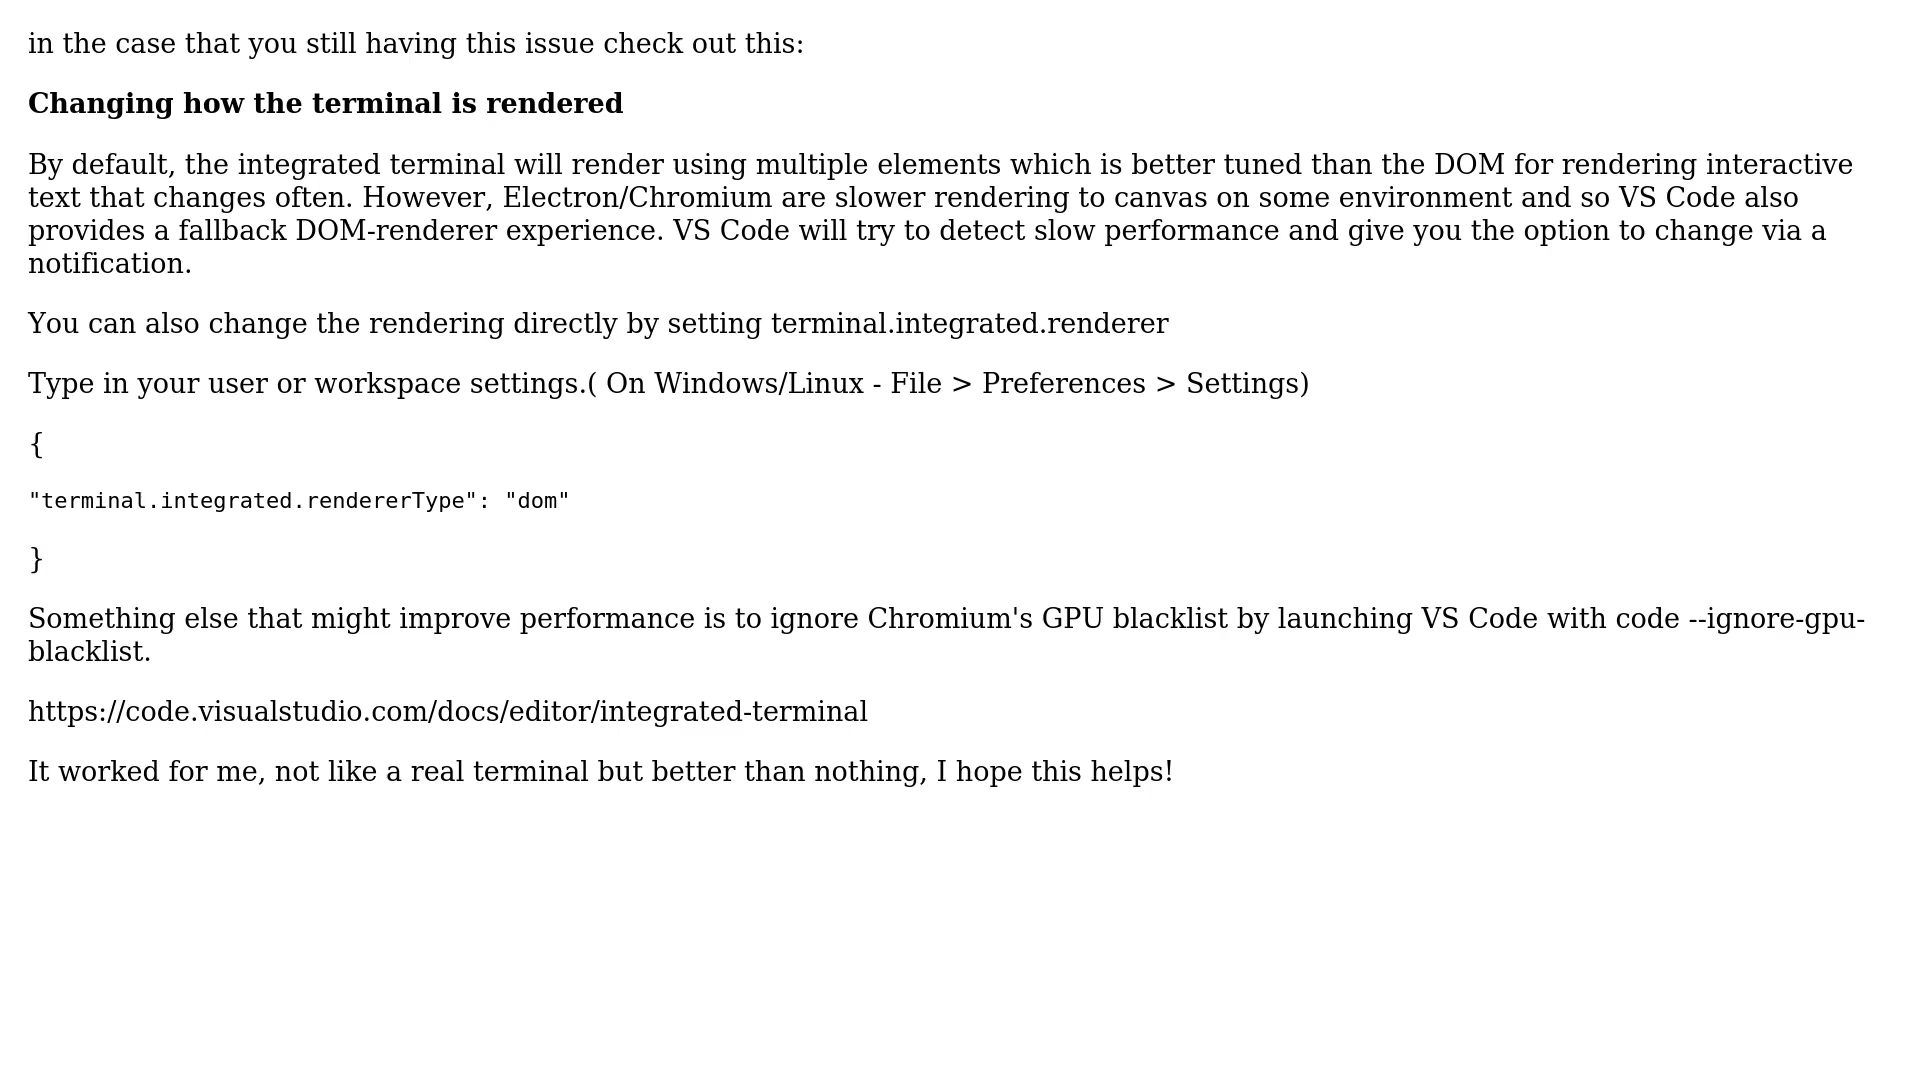 in the case that you still having this issue check out this:
Changing how the terminal is rendered
By default, the integrated terminal will render using multiple elements which is better tuned than the DOM for rendering interactive
text that changes often. However, Electron/Chromium are slower rendering to canvas on some environment and so VS Code also
provides a fallback DOM-renderer experience. VS Code will try to detect slow performance and give you the option to change via a
notification.
You can also change the rendering directly by setting terminal.integrated.renderer
Type in your user or workspace settings.( On Windows/Linux - File > Preferences > Settings)
{
"terminal.integrated.rendererType": "dom"
}
Something else that might improve performance is to ignore Chromium's GPU blacklist by launching VS Code with code --ignore-gpu-
blacklist.
https://code.visualstudio.com/docs/editor/integrated-terminal
It worked for me, not like a real terminal but better than nothing, I hope this helps!